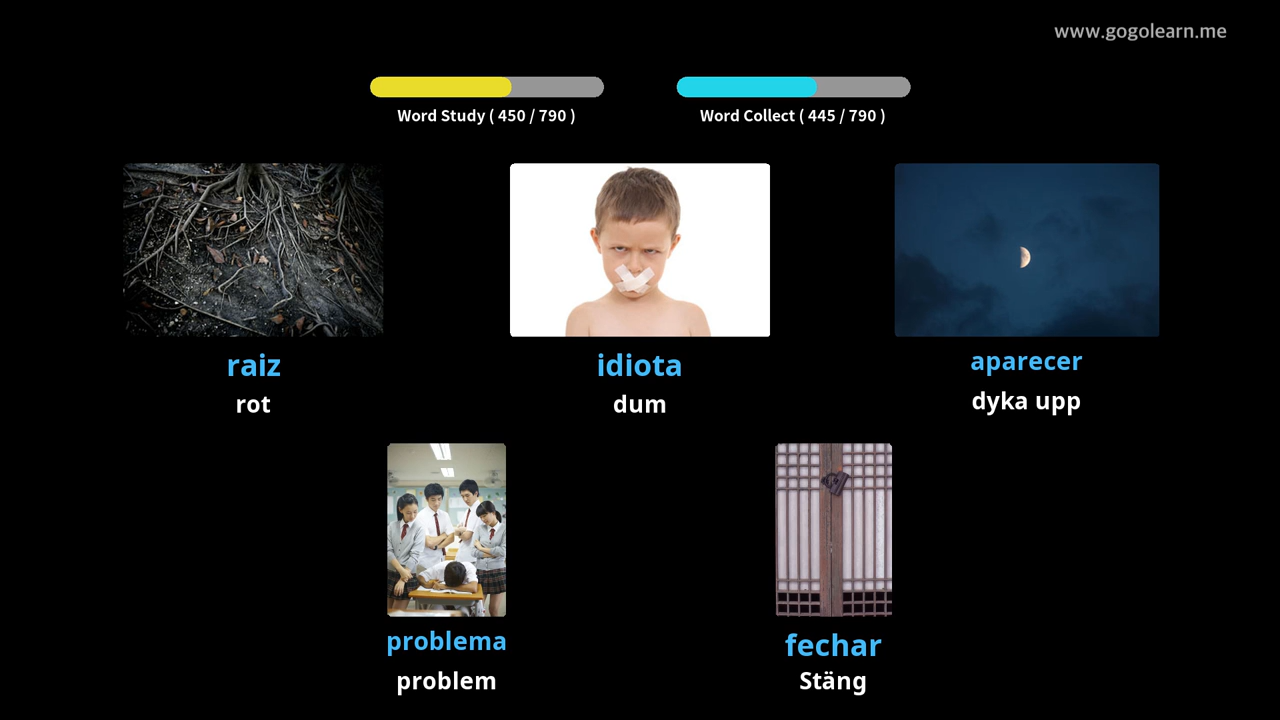 www.gogolearn.me
Word Study ( 450 / 790 )
Word Collect ( 445 / 790 )
raiz
rot
idiota
dum
aparecer
dyka upp
problema
problem
fechar
Stäng